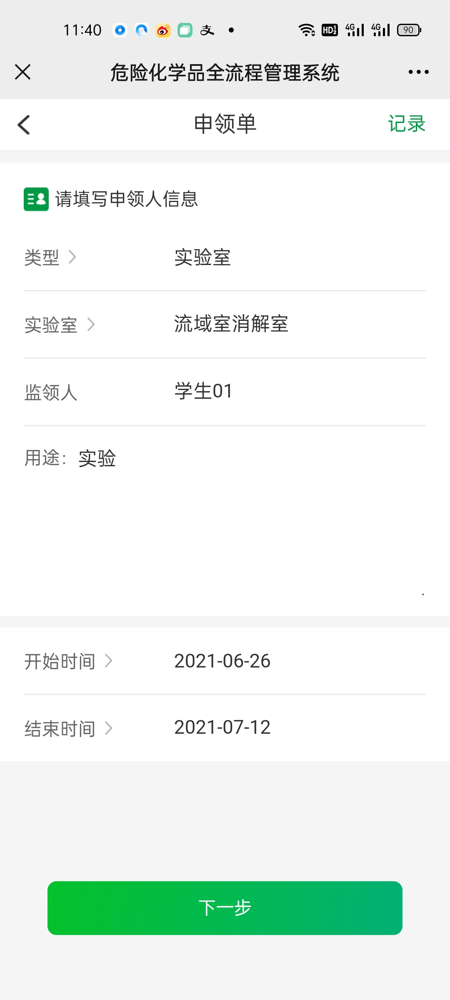 11:40 支 HD 1 2 4G 4G 90
危险化学品全流程管理系统
申领单 记录
请填写申领人信息
类型 实验室
实验室 流域室消解室
监领人 学生01
用途: 实验
开始时间 2021-06-26
结束时间 2021-07-12
下一步